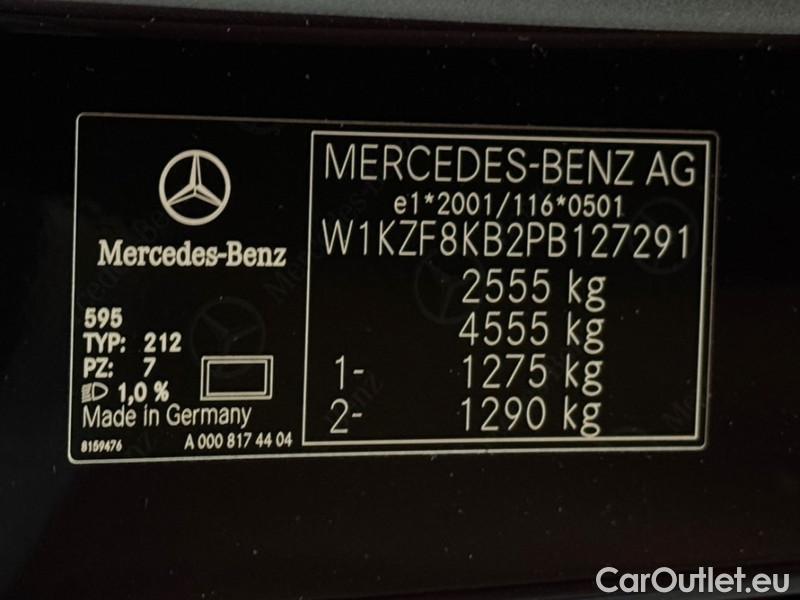 Mercedes-Benz
595
TYP: 212
PZ: 7
1,0 %
Made in Germany
8159476 A 000 817 44 04
MERCEDES-BENZ AG
e1*2001/116*0501
W1KZF8KB2PB127291
2555 kg
4555 kg
1- 1275 kg
2- 1290 kg
CarOutlet.eu